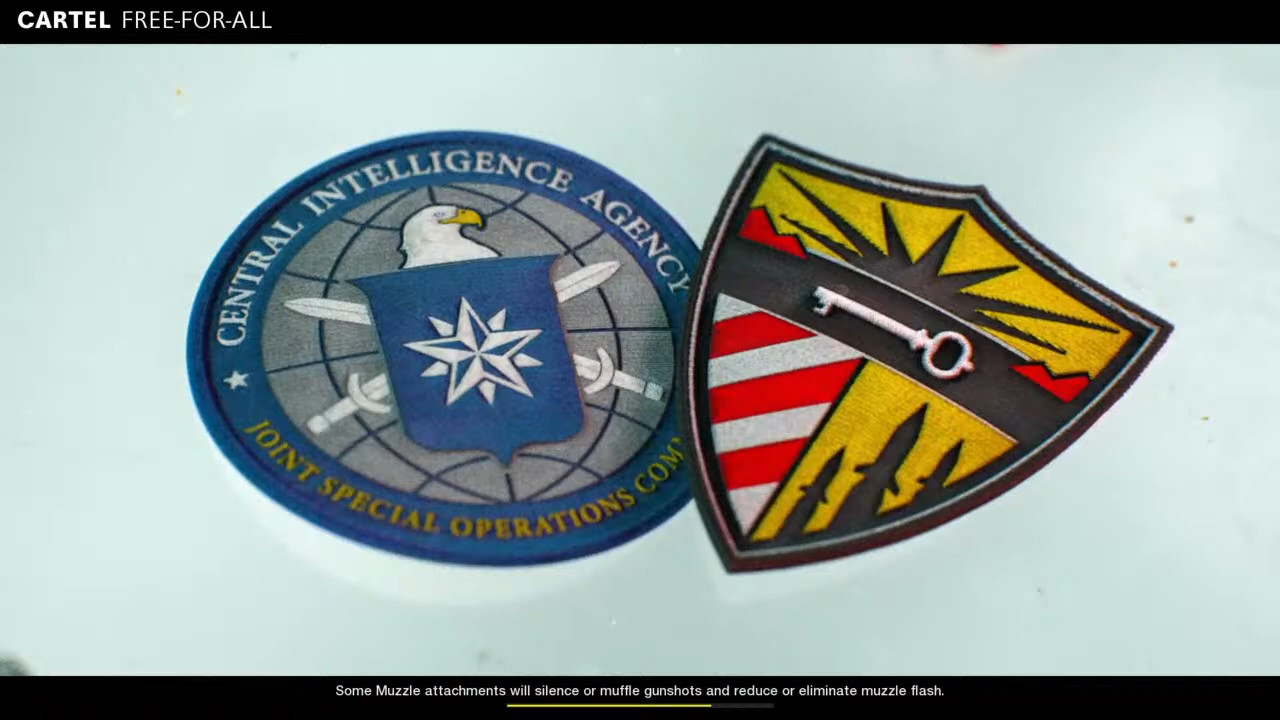 CARTEL FREE-FOR-ALL
CENTRAL INTELLIGENCE AGENCY
JOINT SPECIAL OPERATIONS COM
Some Muzzle attachments will silence or muffle gunshots and reduce or eliminate muzzle flash.